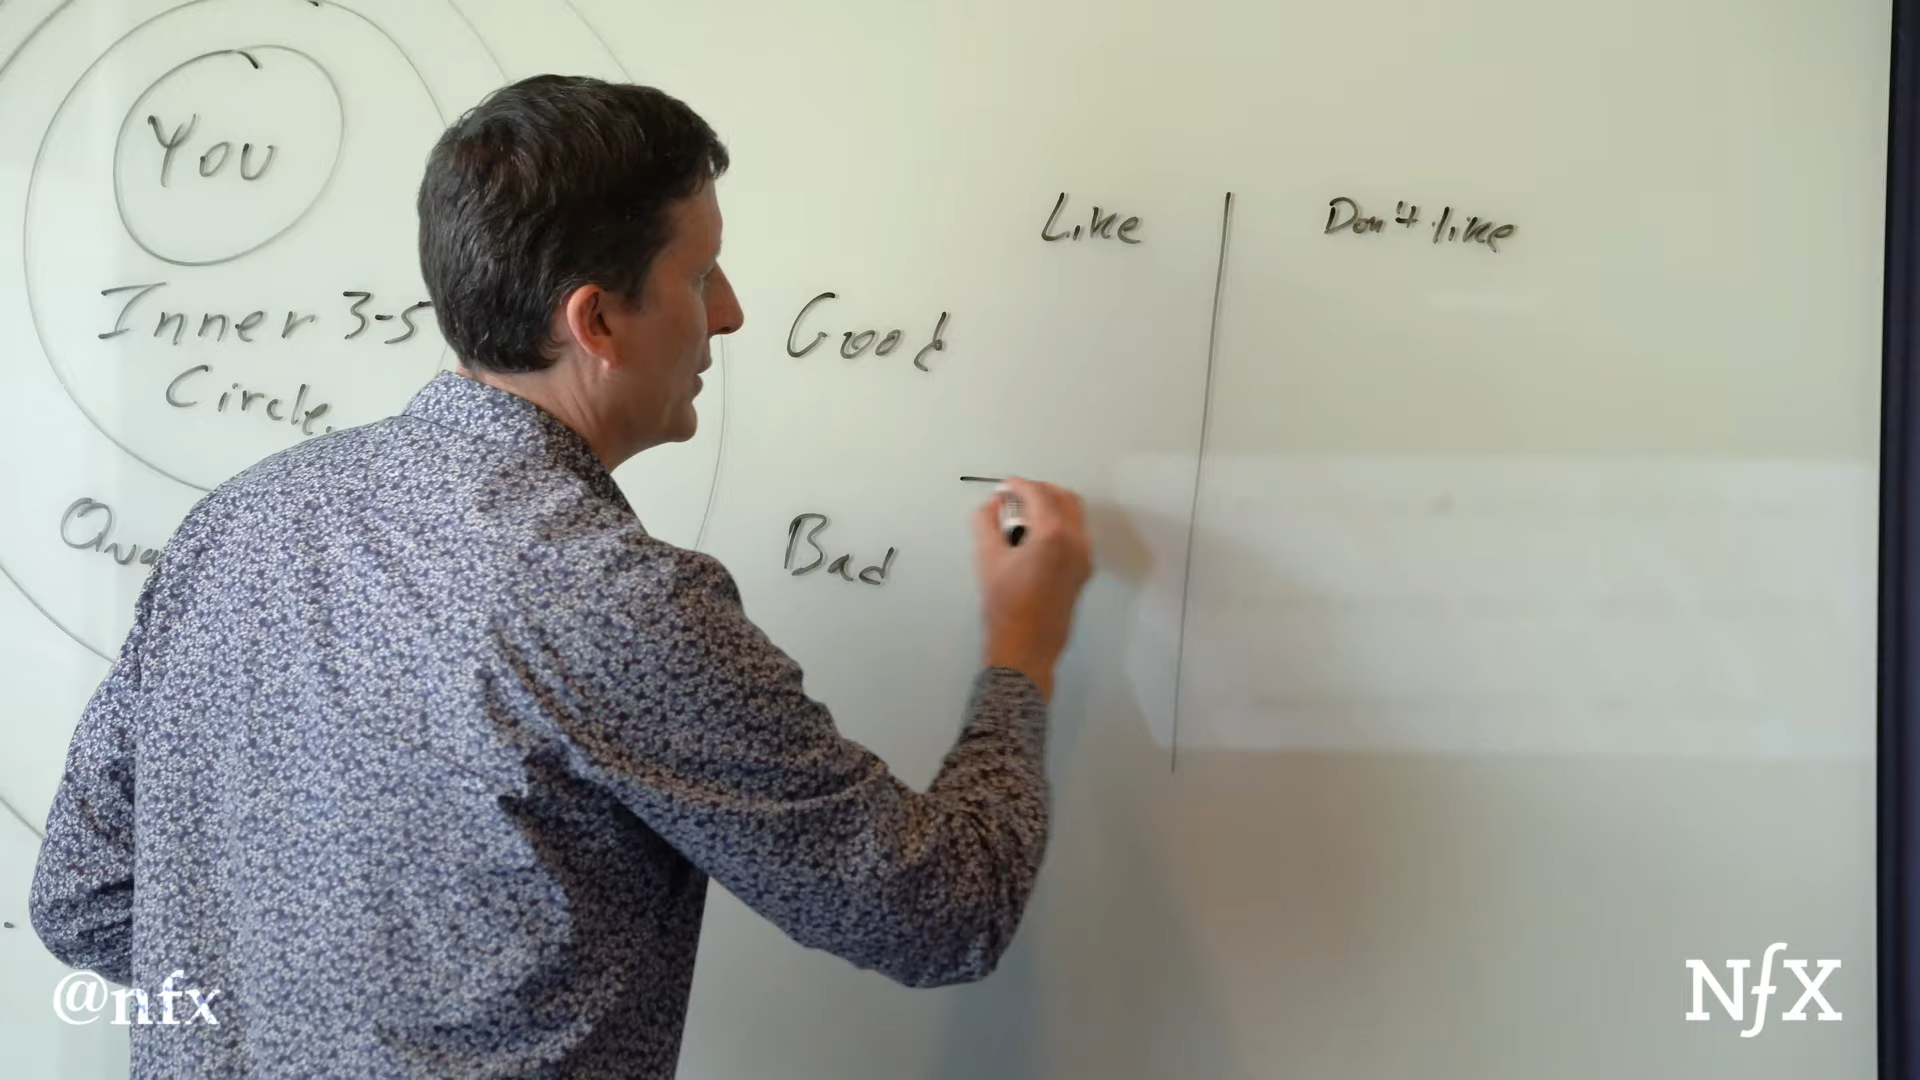 You
Inner 3-5
Circle.
Like
Don't like
Good
Bad
@nfx
NfX